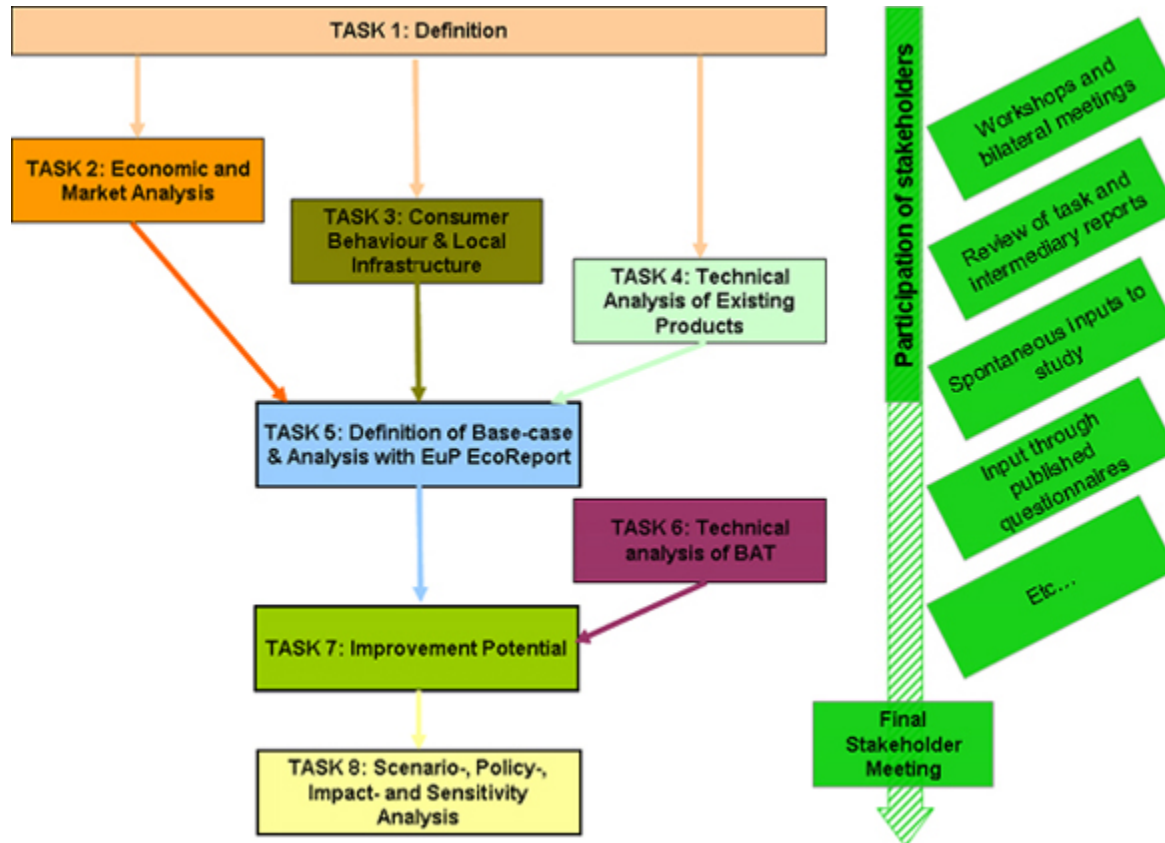 TASK 1: Definition
TASK 2: Economic and
Market Analysis
TASK 3: Consumer
Behaviour & Local
Infrastructure
TASK 4: Technical
Analysis of Existing
Products
TASK 5: Definition of Base-case
& Analysis with EuP EcoReport
TASK 6: Technical
analysis of BAT
TASK 7: Improvement Potential
TASK 8: Scenario-, Policy-,
Impact- and Sensitivity
Analysis
Participation of stakeholders
Workshops and
bilateral meetings
Review of task and
intermediary reports
Spontaneous inputs to
study
Input through
published
questionnaires
Etc...
Final
Stakeholder
Meeting